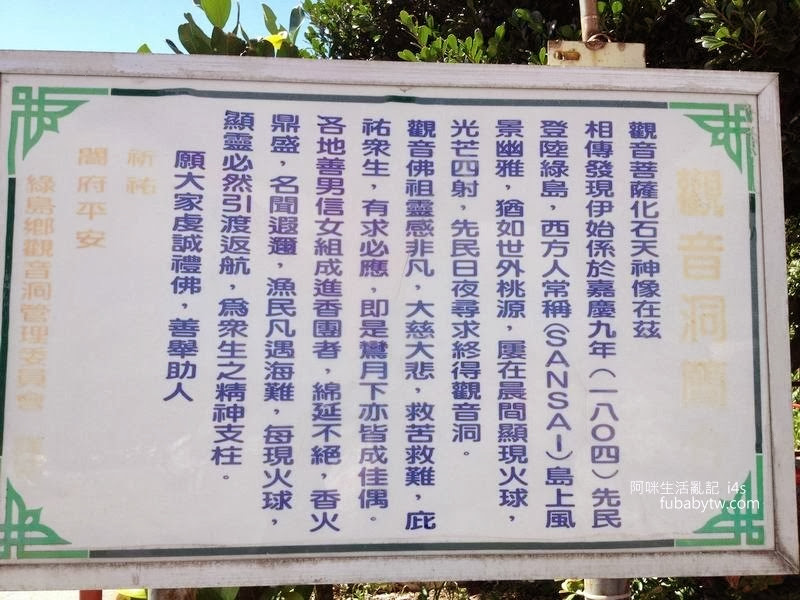 觀音洞簡
觀音菩薩化石天神像在茲
相傳發現伊始係於嘉慶九年(一八〇四)先民
登陸綠島，西方人常稱(SANSAI)島上風
景幽雅，猶如世外桃源，屢在晨間顯現火球，
光芒四射，先民日夜尋求終得觀音洞。
觀音佛祖靈感非凡，大慈大悲，救苦救難，庇
祐衆生，有求必應，即是鸞月下亦皆成佳偶。
各地善男信女組成進香團者，綿延不絕，香火
鼎盛，名聞遐邇，漁民凡遇海難，每現火球，
顯靈必然引渡返航，為衆生之精神支柱。
願大家虔誠禮佛，善舉助人
祈祐
閤府平安
綠島鄉觀音洞管理委員會
阿咪生活亂記 i4s
fubabytw.com